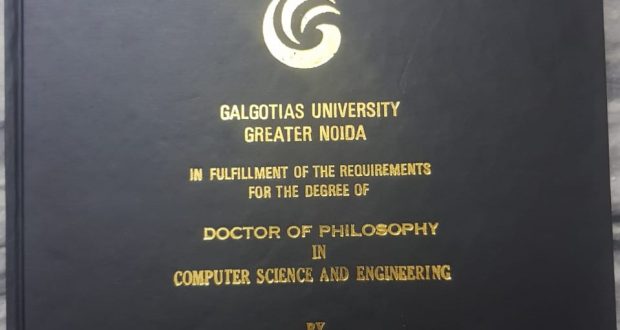 GALGOTIAS UNIVERSITY
GREATER NOIDA
IN FULFILLMENT OF THE REQUIREMENTS
FOR THE DEGREE OF
DOCTOR OF PHILOSOPHY
IN
COMPUTER SCIENCE AND ENGINEERING
BY